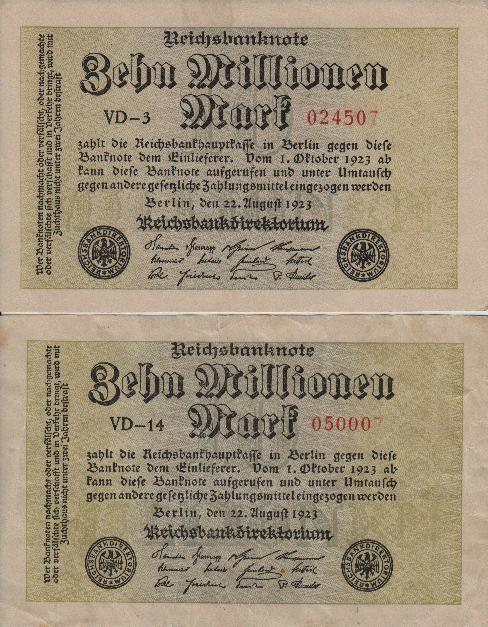 Reichsbanknote
Zehn Millionen
Mark
VD-3 024507
zahlt die Reichsbankhauptkasse in Berlin gegen diese
Banknote dem Einlieferer. Vom 1. Oktober 1923 ab
kann diese Banknote aufgerufen und unter Umtausch
gegen andere gesetzliche Zahlungsmittel eingezogen werden
Berlin, den 22. August 1923
Reichsbankdirektorium
Wer Banknoten nachmacht oder verfälscht, oder nachgemachte
oder verfälschte sich verschafft und in Verkehr bringt, wird mit
Zuchthaus nicht unter zwei Jahren bestraft
REICHSBANKDIREKTORIUM
REICHSBANKDIREKTORIUM
Reichsbanknote
Zehn Millionen
Mark
VD-14 050007
zahlt die Reichsbankhauptkasse in Berlin gegen diese
Banknote dem Einlieferer. Vom 1. Oktober 1923 ab
kann diese Banknote aufgerufen und unter Umtausch
gegen andere gesetzliche Zahlungsmittel eingezogen werden
Berlin, den 22. August 1923
Reichsbankdirektorium
Wer Banknoten nachmacht oder verfälscht, oder nachgemachte
oder verfälschte sich verschafft und in Verkehr bringt, wird mit
Zuchthaus nicht unter zwei Jahren bestraft
REICHSBANKDIREKTORIUM
REICHSBANKDIREKTORIUM